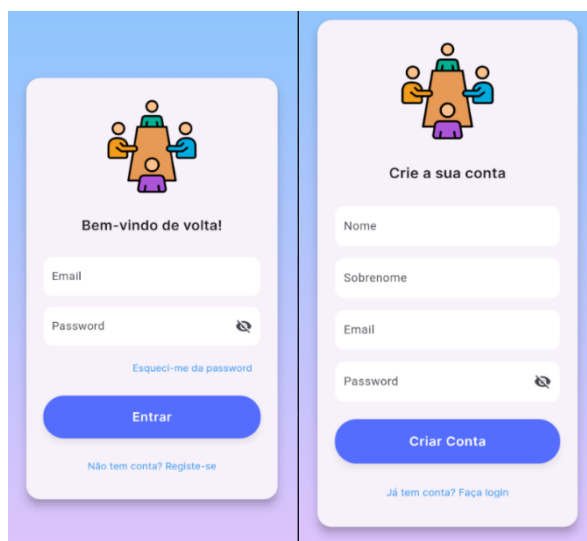 Bem-vindo de volta!
Email
Password
Esqueci-me da password
Entrar
Não tem conta? Registe-se
Crie a sua conta
Nome
Sobrenome
Email
Password
Criar Conta
Já tem conta? Faça login